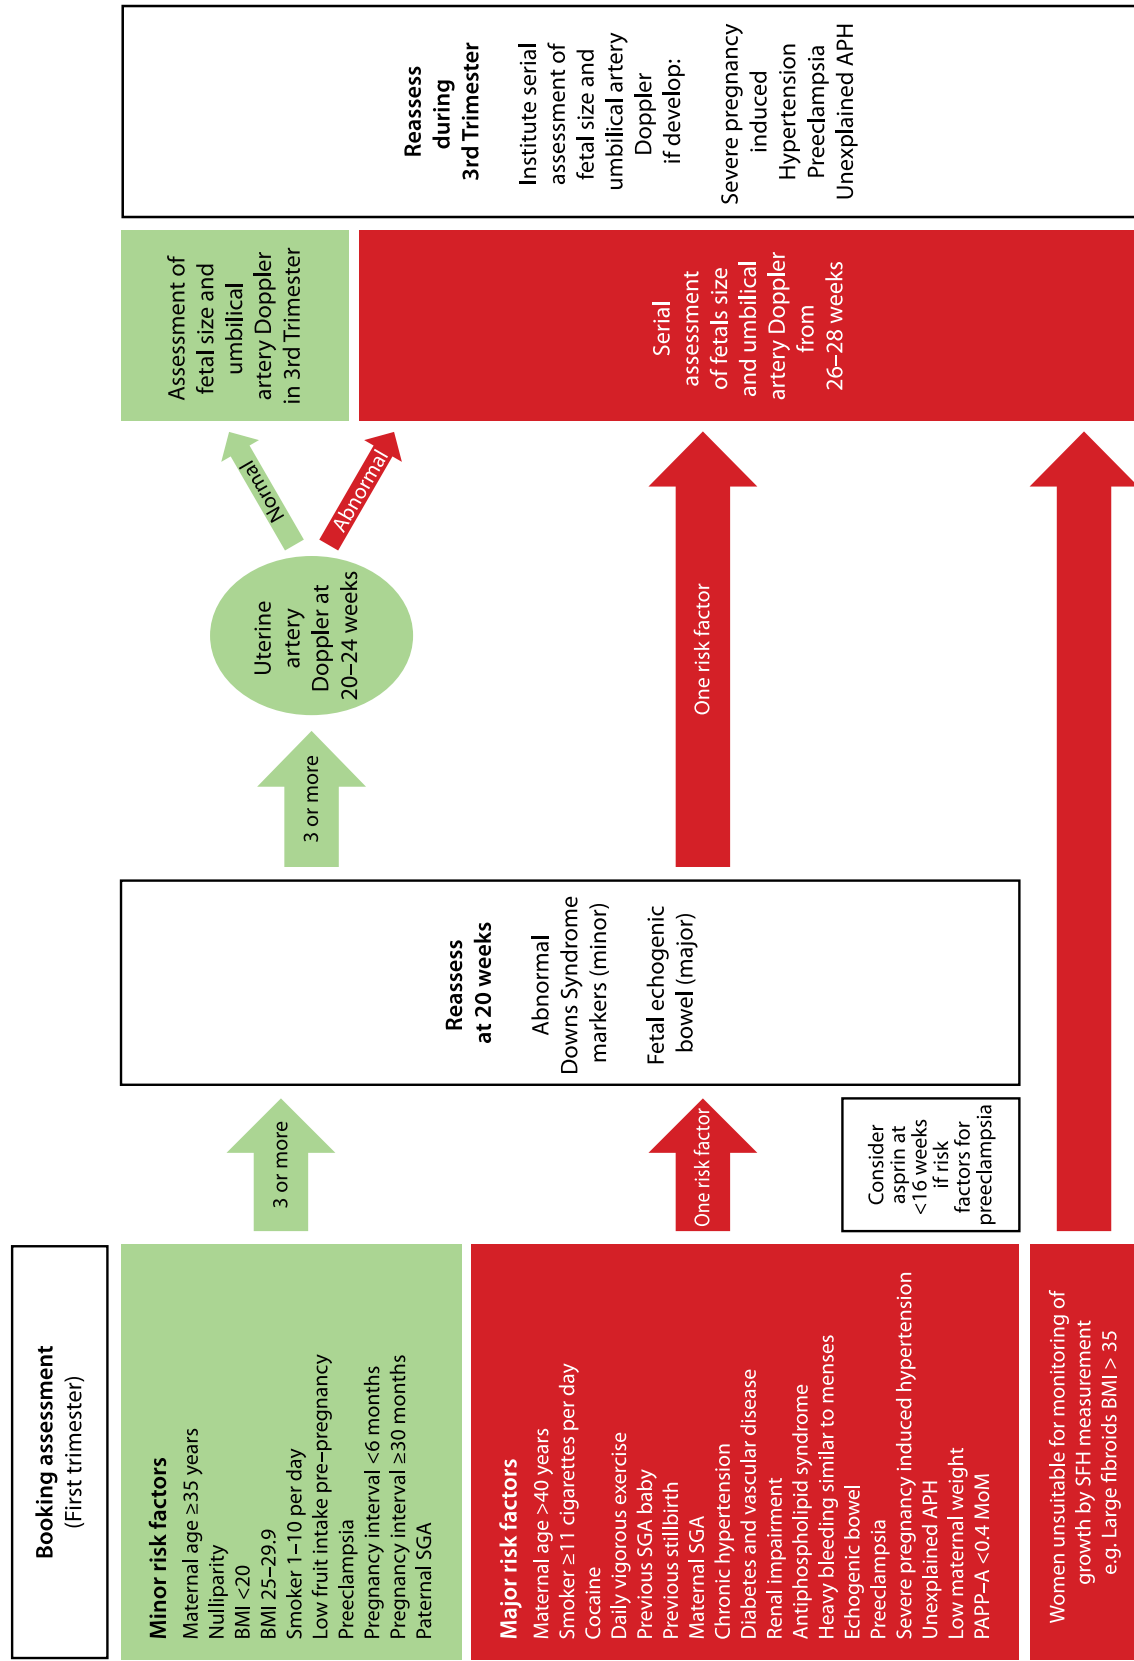 Booking assessment
(First trimester)
Minor risk factors
Maternal age ≥35 years
Nulliparity
BMI <20
BMI 25–29.9
Smoker 1–10 per day
Low fruit intake pre–pregnancy
Preeclampsia
Pregnancy interval <6 months
Pregnancy interval ≥30 months
Paternal SGA
Major risk factors
Maternal age >40 years
Smoker ≥11 cigarettes per day
Cocaine
Daily vigorous exercise
Previous SGA baby
Previous stillbirth
Maternal SGA
Chronic hypertension
Diabetes and vascular disease
Renal impairment
Antiphospholipid syndrome
Heavy bleeding similar to menses
Echogenic bowel
Preeclampsia
Severe pregnancy induced hypertension
Unexplained APH
Low maternal weight
PAPP–A <0.4 MoM
Women unsuitable for monitoring of
growth by SFH measurement
e.g. Large fibroids BMI > 35
3 or more
One risk factor
Consider
asprin at
<16 weeks
if risk
factors for
preeclampsia
Reassess
at 20 weeks
Abnormal
Downs Syndrome
markers (minor)
Fetal echogenic
bowel (major)
3 or more
One risk factor
Uterine
artery
Doppler at
20–24 weeks
Normal
Abnormal
Assessment of
fetal size and
umbilical
artery Doppler
in 3rd Trimester
Serial
assessment
of fetals size
and umbilical
artery Doppler
from
26–28 weeks
Reassess
during
3rd Trimester
Institute serial
assessment of
fetal size and
umbilical artery
Doppler
if develop:
Severe pregnancy
induced
Hypertension
Preeclampsia
Unexplained APH